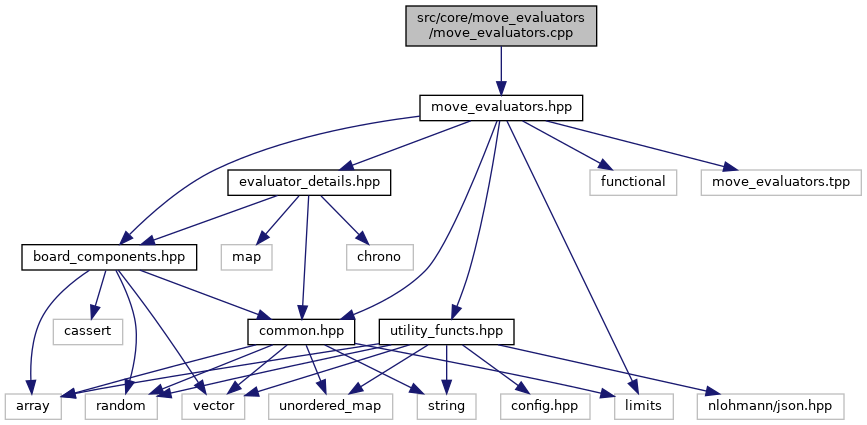 src/core/move_evaluators
/move_evaluators.cpp
move_evaluators.hpp
evaluator_details.hpp
functional
move_evaluators.tpp
board_components.hpp
map
chrono
cassert
common.hpp
utility_functs.hpp
array
random
vector
unordered_map
string
config.hpp
limits
nlohmann/json.hpp